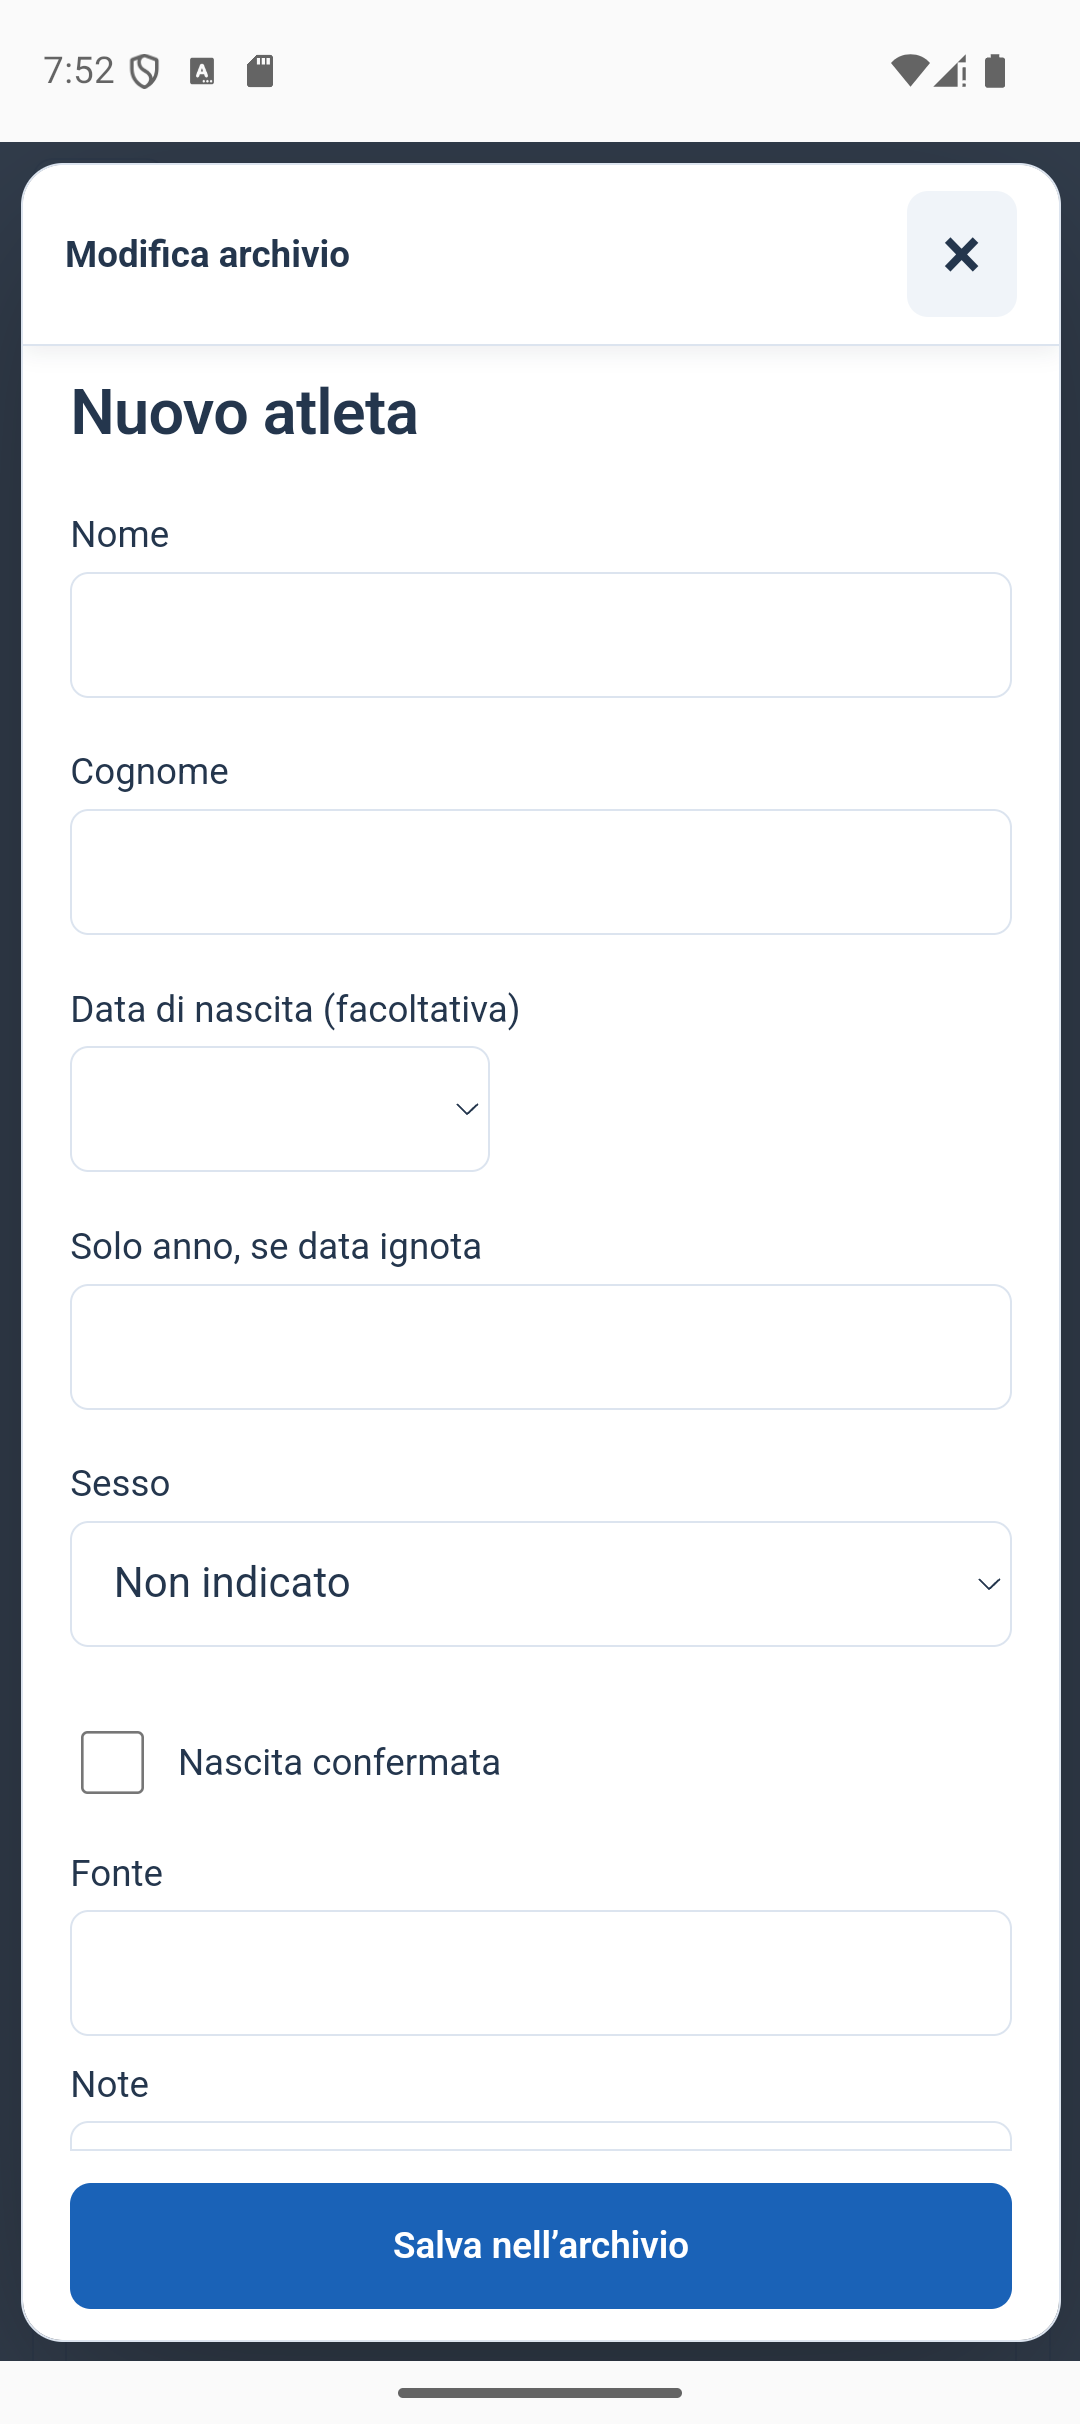 7:52
Modifica archivio
Nuovo atleta
Nome
Cognome
Data di nascita (facoltativa)
Solo anno, se data ignota
Sesso
Non indicato
Nascita confermata
Fonte
Note
Salva nell’archivio